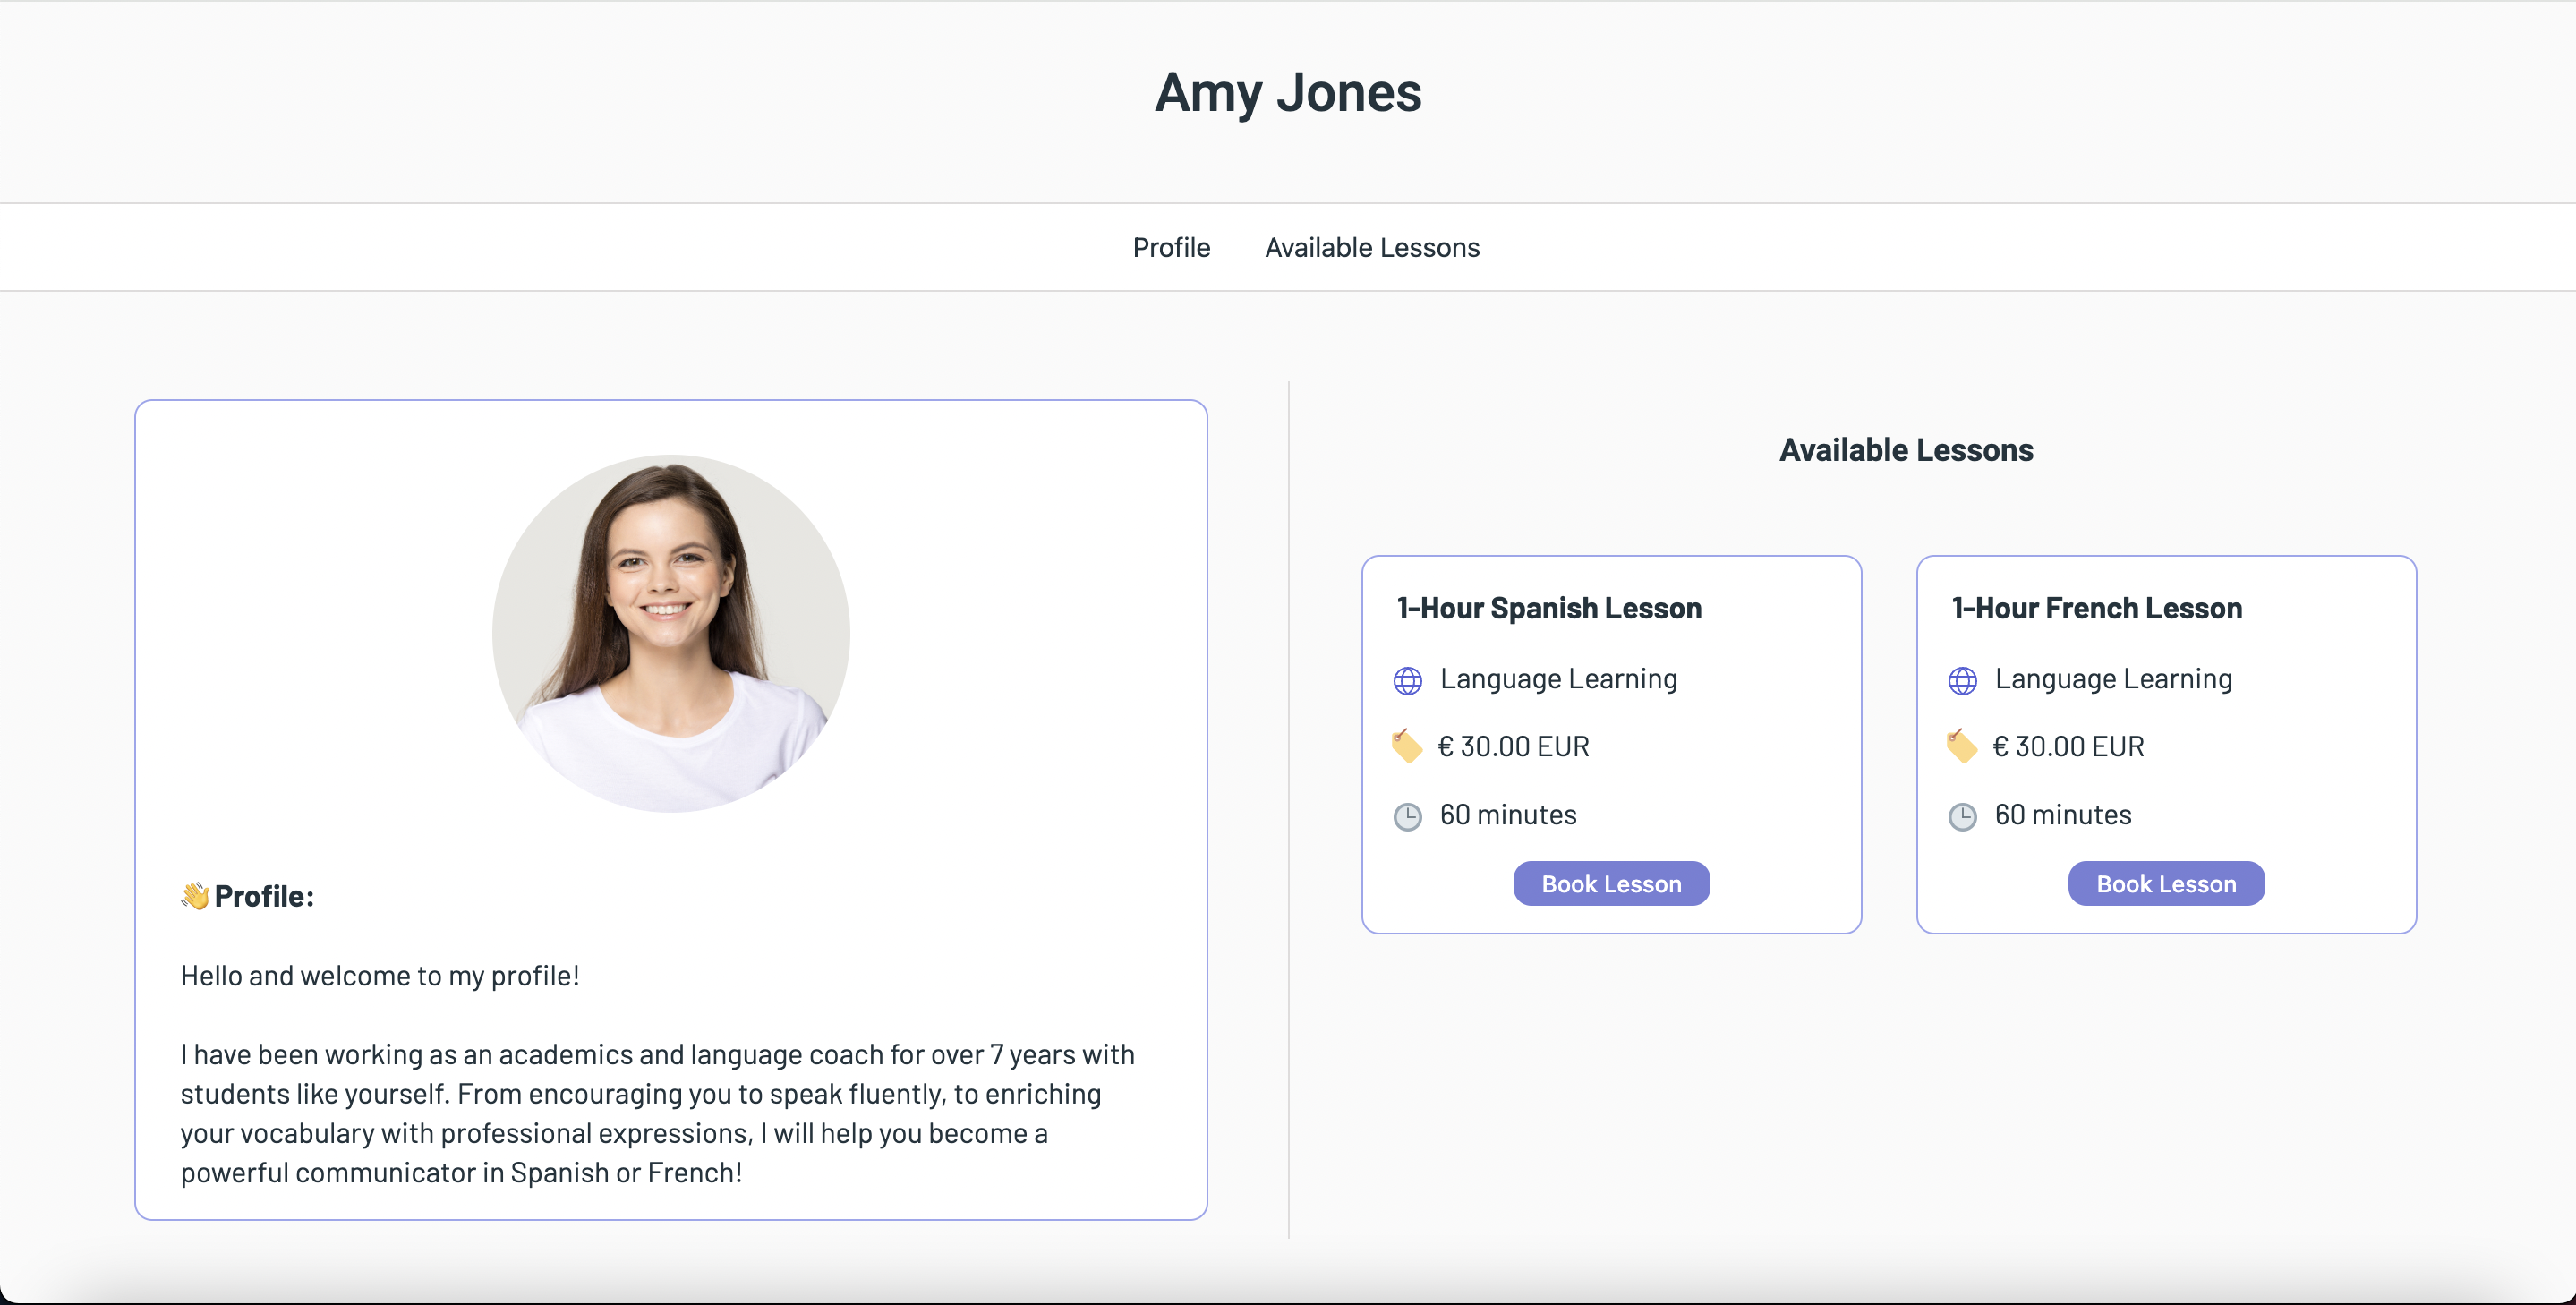 Amy Jones
Profile Available Lessons
👋 Profile:
Hello and welcome to my profile!
I have been working as an academics and language coach for over 7 years with
students like yourself. From encouraging you to speak fluently, to enriching
your vocabulary with professional expressions, I will help you become a
powerful communicator in Spanish or French!
Available Lessons
1-Hour Spanish Lesson
Language Learning
€ 30.00 EUR
60 minutes
Book Lesson
1-Hour French Lesson
Language Learning
€ 30.00 EUR
60 minutes
Book Lesson